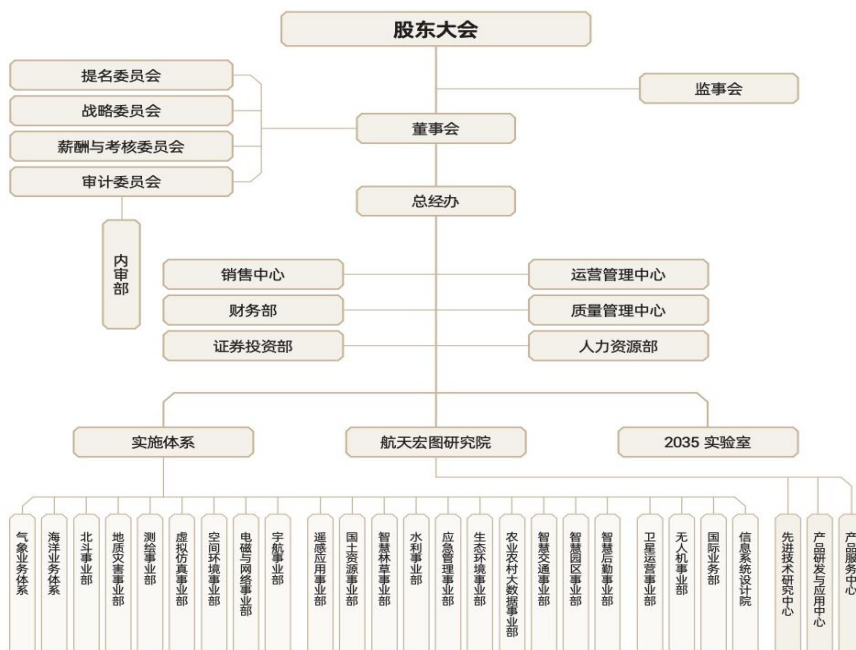 股东大会
提名委员会
监事会
战略委员会
董事会
薪酬与考核委员会
审计委员会
总经办
内审部
销售中心
运营管理中心
财务部
质量管理中心
证券投资部
人力资源部
实施体系
航天宏图研究院
2035 实验室
气象业务体系
海洋业务体系
北斗事业部
地质灾害事业部
测绘事业部
虚拟仿真事业部
空间环境事业部
电磁与网络事业部
宇航事业部
遥感应用事业部
国土资源事业部
智慧林草事业部
水利事业部
应急管理事业部
生态环境事业部
农业农村大数据事业部
智慧交通事业部
智慧园区事业部
智慧后勤事业部
卫星运营事业部
无人机事业部
国际业务部
信息系统设计院
先进技术研究中心
产品研发与应用中心
产品服务中心